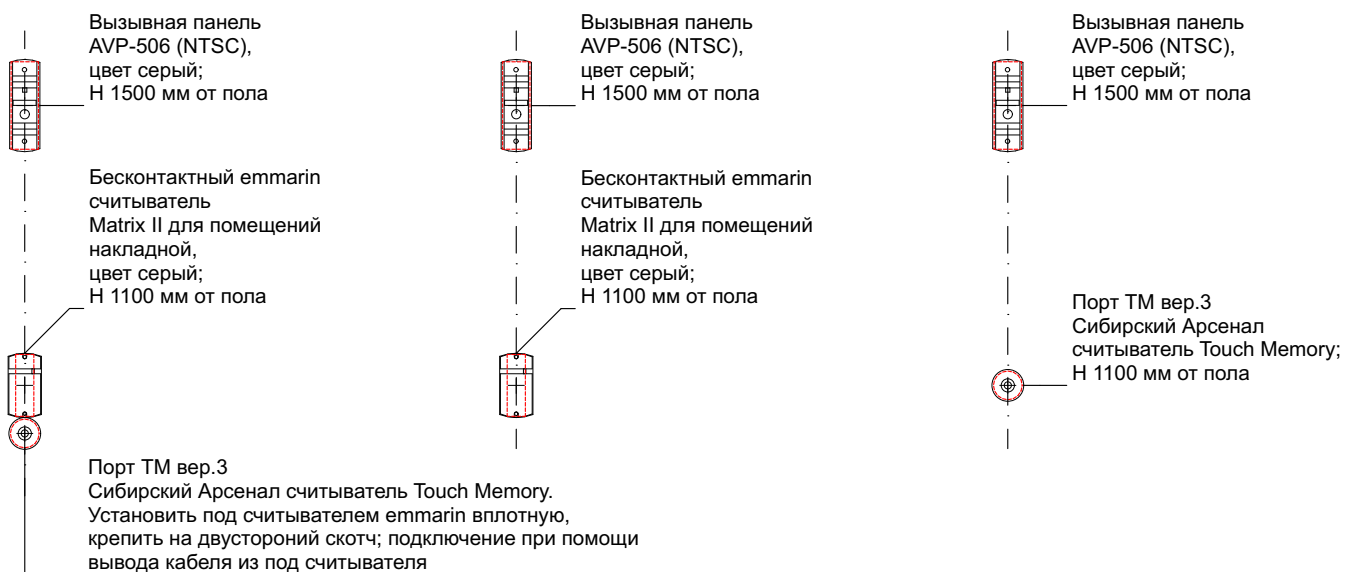 Вызывная панель
AVP-506 (NTSC),
цвет серый;
Н 1500 мм от пола
Бесконтактный emmarin
считыватель
Matrix II для помещений
накладной,
цвет серый;
Н 1100 мм от пола
Порт ТМ вер.3
Сибирский Арсенал считыватель Touch Memory.
Установить под считывателем emmarin вплотную,
крепить на двустороний скотч; подключение при помощи
вывода кабеля из под считывателя
Вызывная панель
AVP-506 (NTSC),
цвет серый;
Н 1500 мм от пола
Бесконтактный emmarin
считыватель
Matrix II для помещений
накладной,
цвет серый;
Н 1100 мм от пола
Вызывная панель
AVP-506 (NTSC),
цвет серый;
Н 1500 мм от пола
Порт ТМ вер.3
Сибирский Арсенал
считыватель Touch Memory;
Н 1100 мм от пола